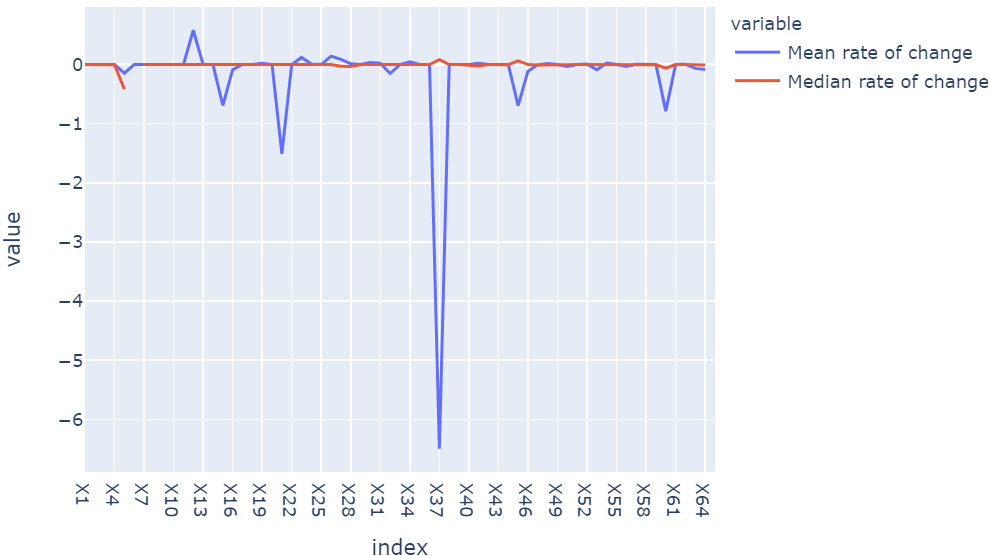 variable
Mean rate of change
Median rate of change
0
−1
−2
−3
−4
−5
−6
value
X1
X4
X7
X10
X13
X16
X19
X22
X25
X28
X31
X34
X37
X40
X43
X46
X49
X52
X55
X58
X61
X64
index